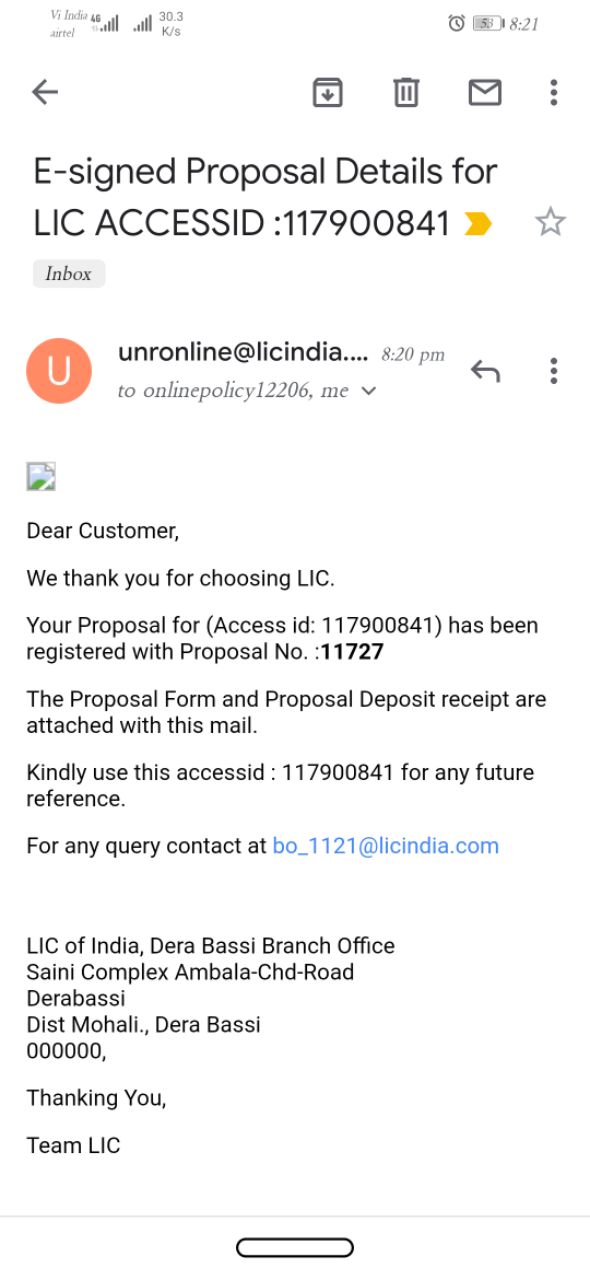 Vi India 4G 30.3
airtel K/s
53 8:21
E-signed Proposal Details for
LIC ACCESSID :117900841
Inbox
U
unronline@licindia.... 8:20 pm
to onlinepolicy12206, me
Dear Customer,
We thank you for choosing LIC.
Your Proposal for (Access id: 117900841) has been
registered with Proposal No. :11727
The Proposal Form and Proposal Deposit receipt are
attached with this mail.
Kindly use this accessid : 117900841 for any future
reference.
For any query contact at bo_1121@licindia.com
LIC of India, Dera Bassi Branch Office
Saini Complex Ambala-Chd-Road
Derabassi
Dist Mohali., Dera Bassi
000000,
Thanking You,
Team LIC